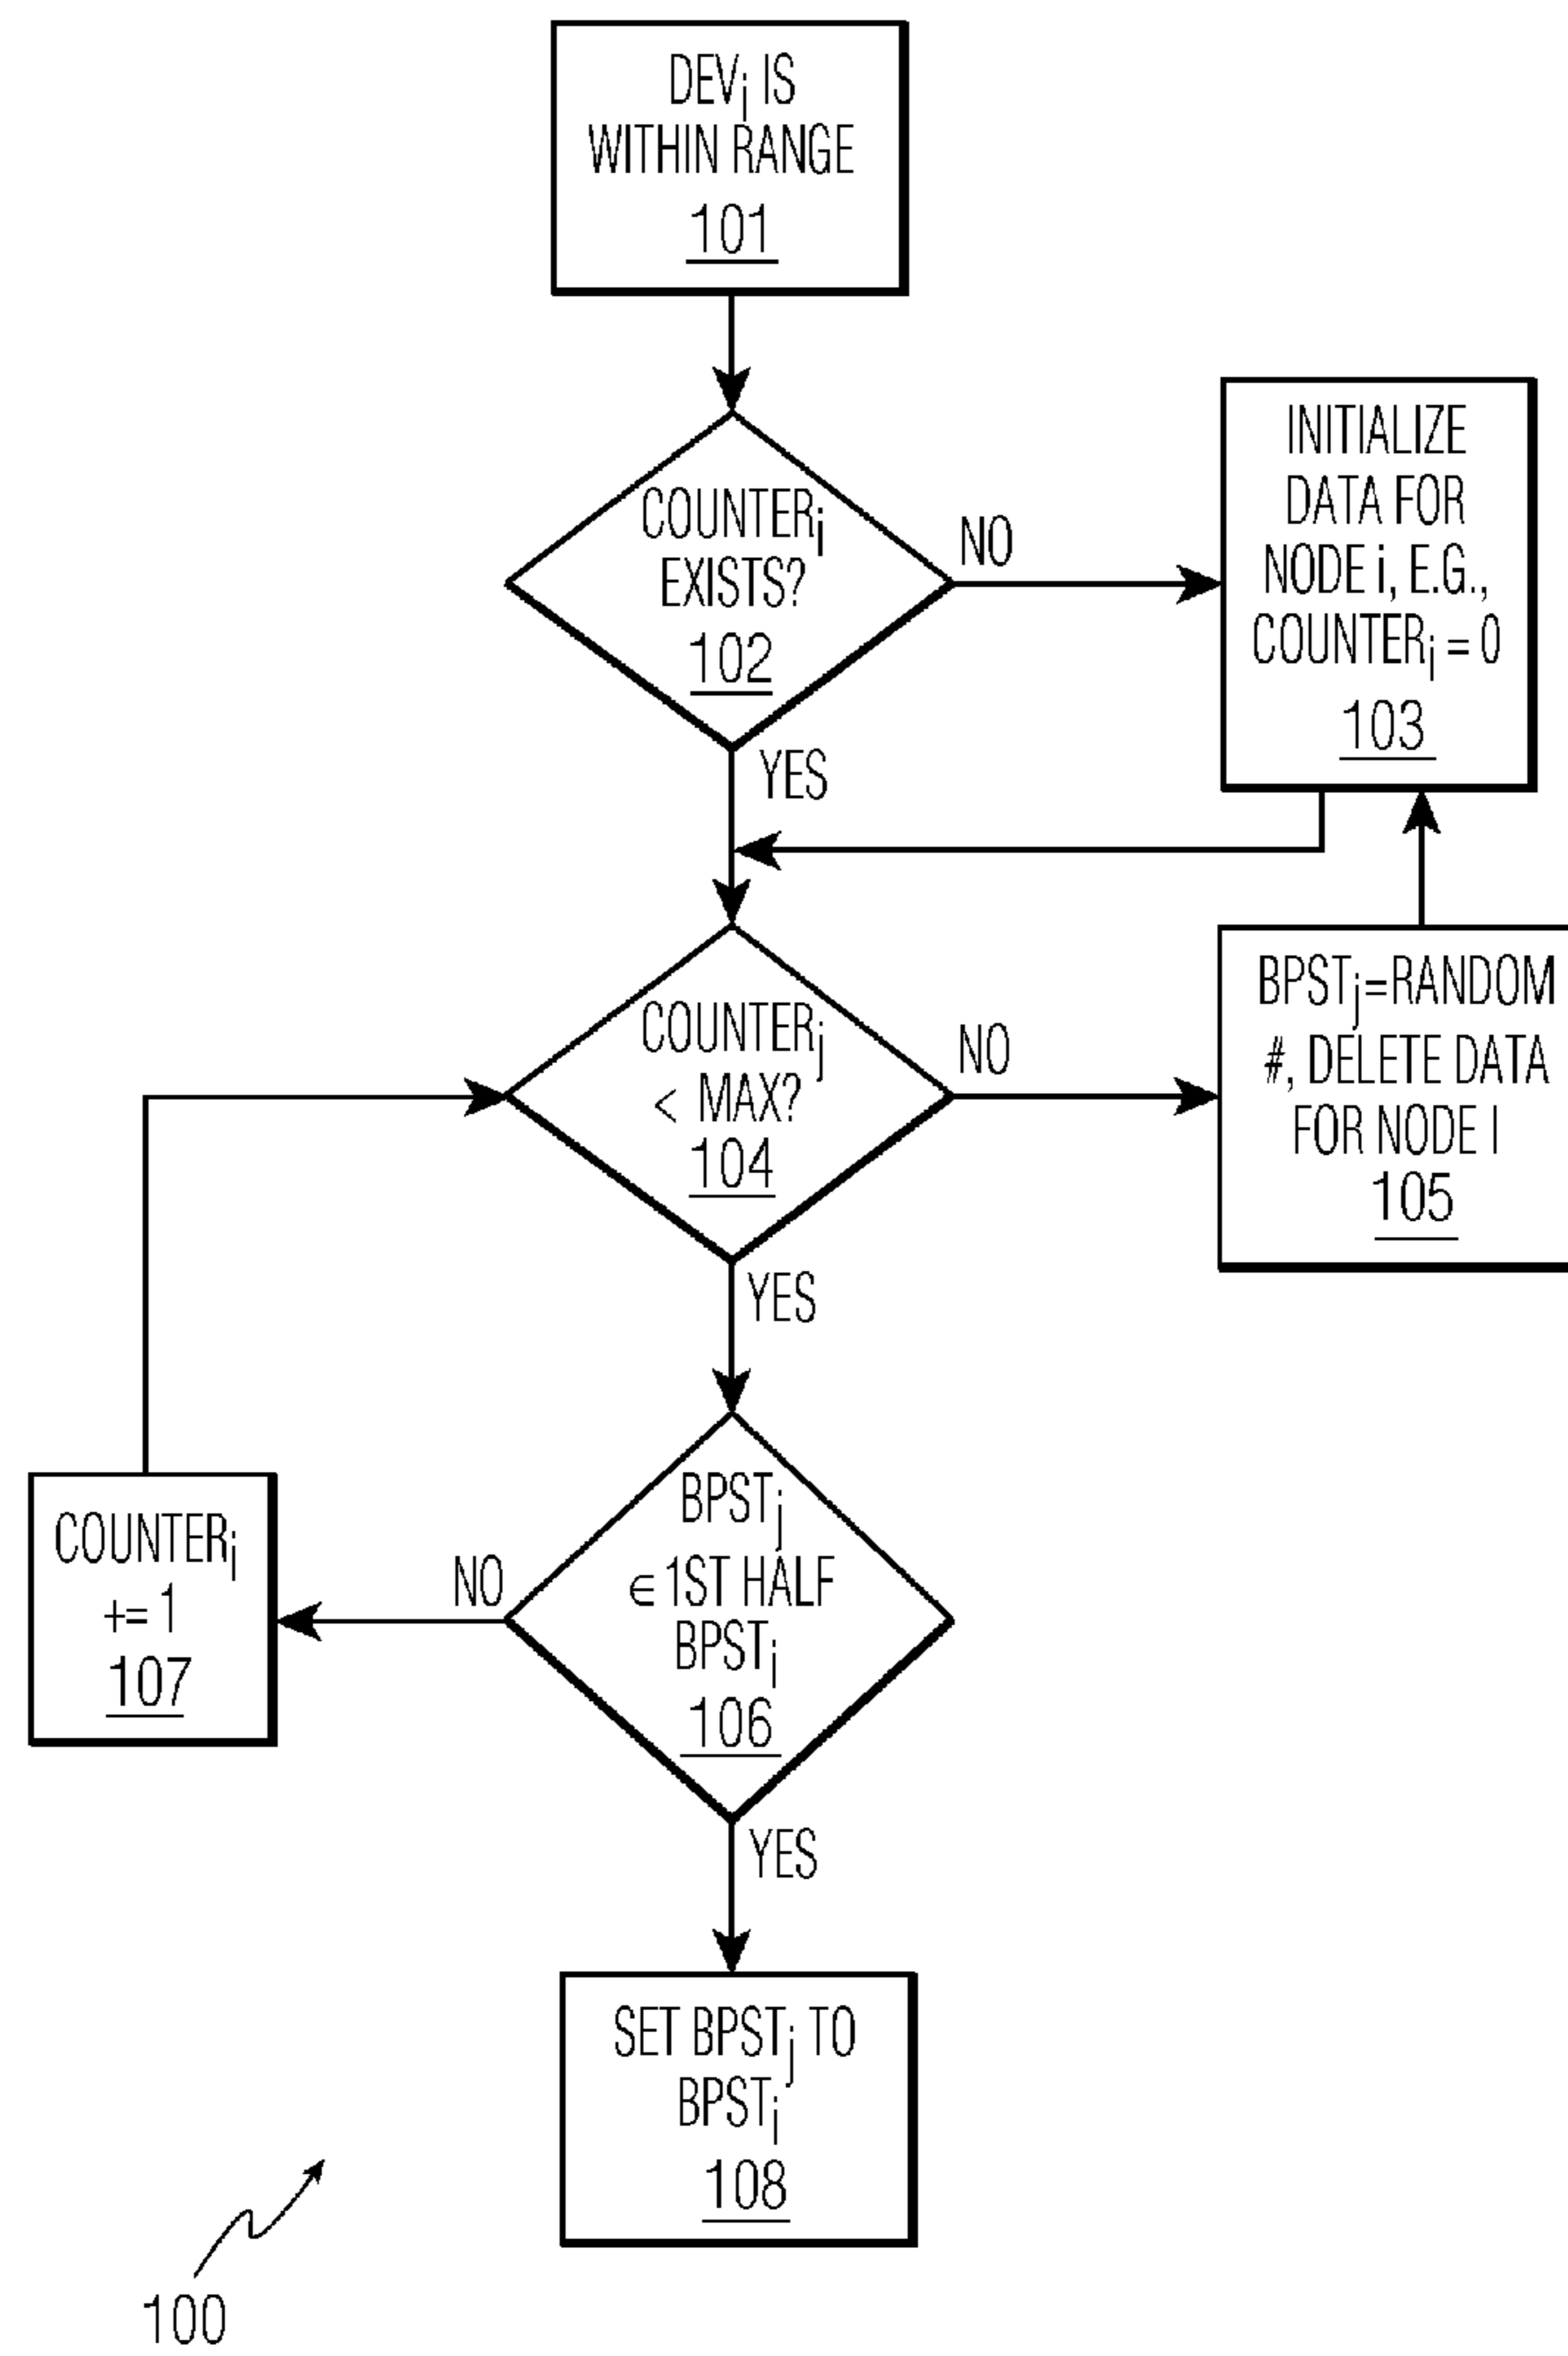 DEVi IS
WITHIN RANGE
101
COUNTERi
EXISTS?
102
NO
INITIALIZE
DATA FOR
NODE i, E.G.,
COUNTERi = 0
103
YES
COUNTERj
< MAX?
104
NO
BPSTj=RANDOM
#, DELETE DATA
FOR NODE I
105
YES
BPSTj
∈ 1ST HALF
BPSTi
106
NO
COUNTERi
+= 1
107
YES
SET BPSTj TO
BPSTi
108
100